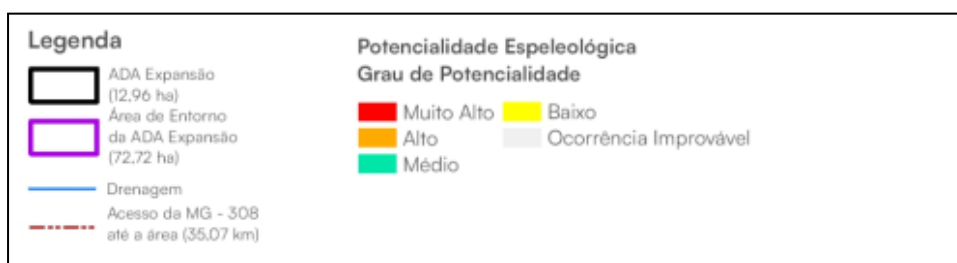 Legenda
ADA Expansão
(12,96 ha)
Área de Entorno
da ADA Expansão
(72,72 ha)
Drenagem
Acesso da MG - 308
até a área (35,07 km)
Potencialidade Espeleológica
Grau de Potencialidade
Muito Alto
Alto
Médio
Baixo
Ocorrência Improvável